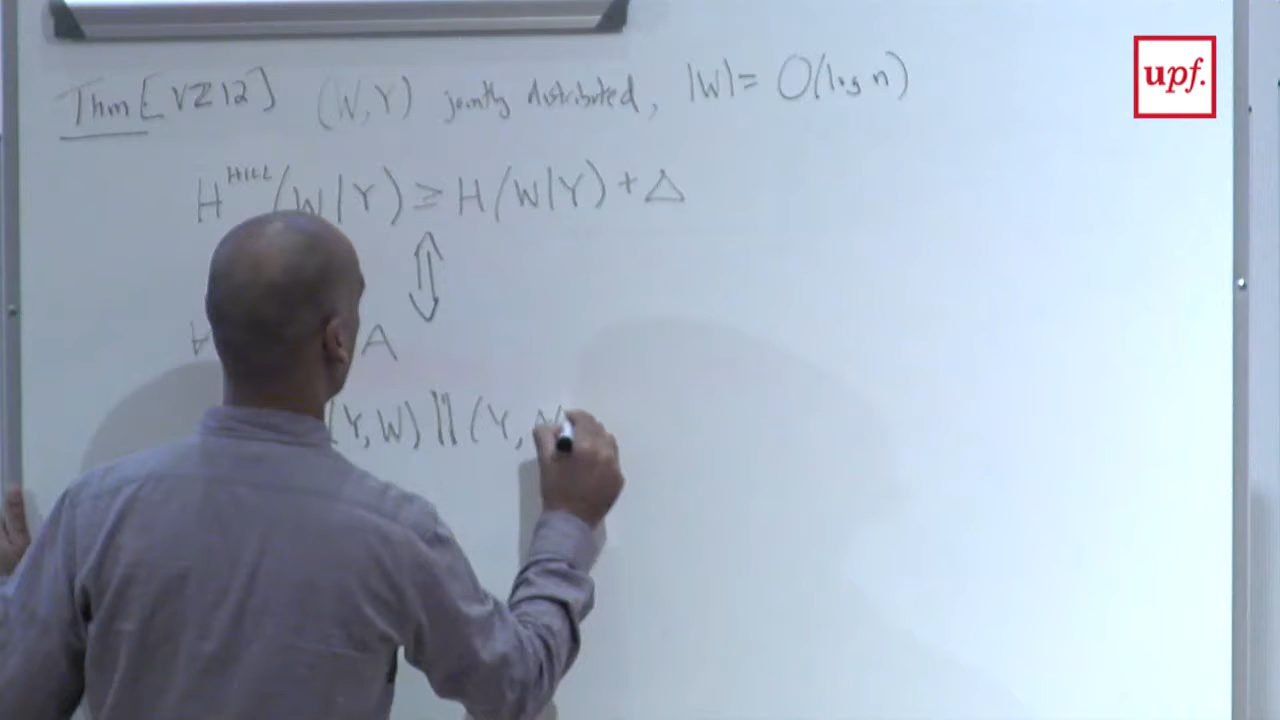 Thm [VZ12] (W,Y) jointly distributed, |W| = O(log n)
upf.
H^HILL (W|Y) ≥ H(W|Y) + Δ
⇕
∀ A
(Y,W) || (Y,